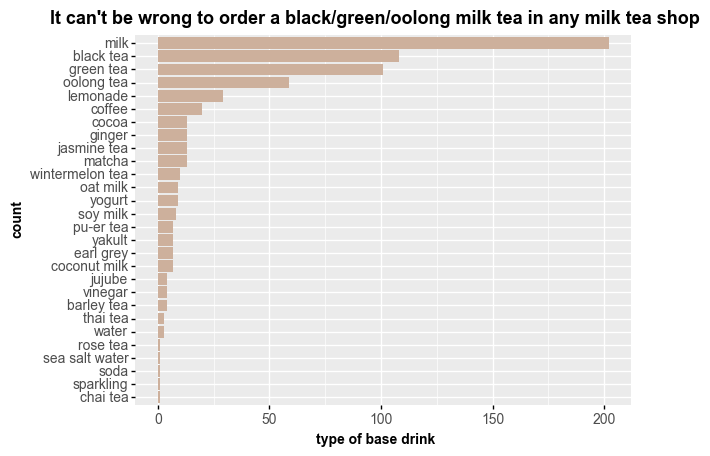 It can't be wrong to order a black/green/oolong milk tea in any milk tea shop
milk
black tea
green tea
oolong tea
lemonade
coffee
cocoa
ginger
jasmine tea
matcha
wintermelon tea
oat milk
yogurt
soy milk
pu-er tea
yakult
earl grey
coconut milk
jujube
vinegar
barley tea
thai tea
water
rose tea
sea salt water
soda
sparkling
chai tea
count
0 50 100 150 200
type of base drink